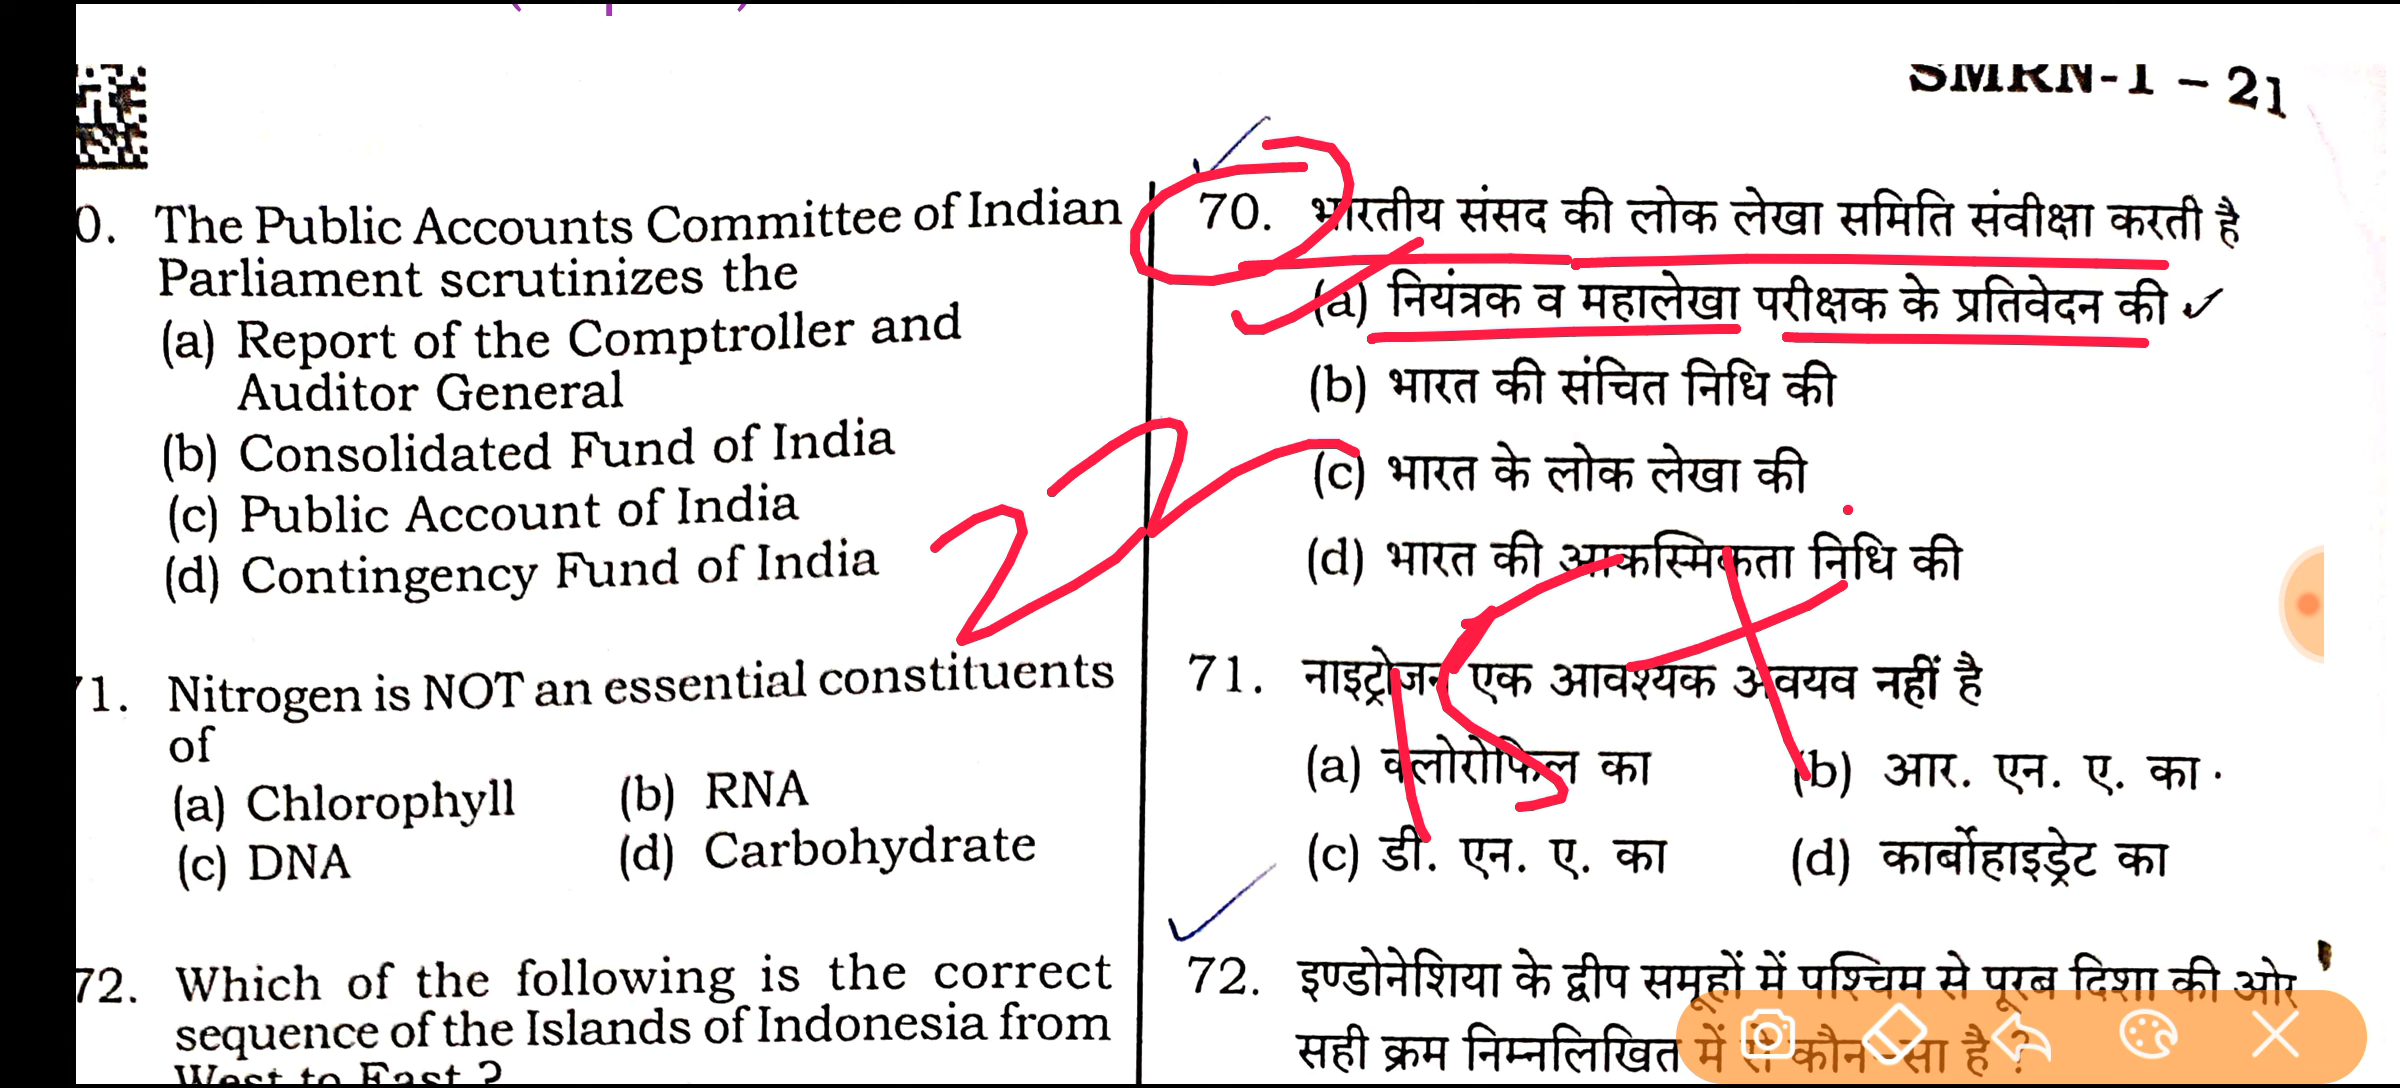 SMRN-1 – 21
0. The Public Accounts Committee of Indian
Parliament scrutinizes the
(a) Report of the Comptroller and
Auditor General
(b) Consolidated Fund of India
(c) Public Account of India
(d) Contingency Fund of India
71. Nitrogen is NOT an essential constituents
of
(a) Chlorophyll (b) RNA
(c) DNA (d) Carbohydrate
72. Which of the following is the correct
sequence of the Islands of Indonesia from
West to East ?
70. भारतीय संसद की लोक लेखा समिति संवीक्षा करती है
(a) नियंत्रक व महालेखा परीक्षक के प्रतिवेदन की
(b) भारत की संचित निधि की
(c) भारत के लोक लेखा की
(d) भारत की आकस्मिकता निधि की
71. नाइट्रोजन एक आवश्यक अवयव नहीं है
(a) क्लोरोफिल का (b) आर. एन. ए. का
(c) डी. एन. ए. का (d) कार्बोहाइड्रेट का
72. इण्डोनेशिया के द्वीप समूहों में पश्चिम से पूरब दिशा की ओर
सही क्रम निम्नलिखित में से कौन-सा है ?